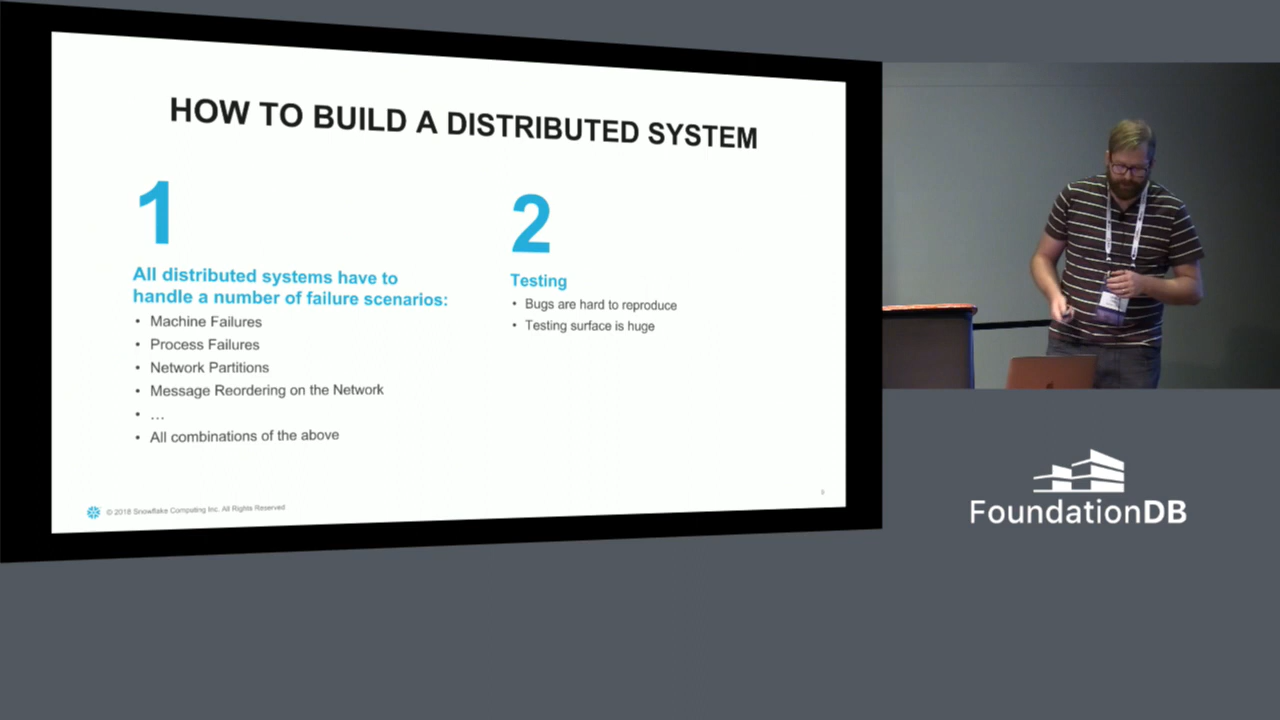 HOW TO BUILD A DISTRIBUTED SYSTEM
1
All distributed systems have to
handle a number of failure scenarios:
• Machine Failures
• Process Failures
• Network Partitions
• Message Reordering on the Network
• …
• All combinations of the above
2
Testing
• Bugs are hard to reproduce
• Testing surface is huge
© 2018 Snowflake Computing Inc. All Rights Reserved
FoundationDB